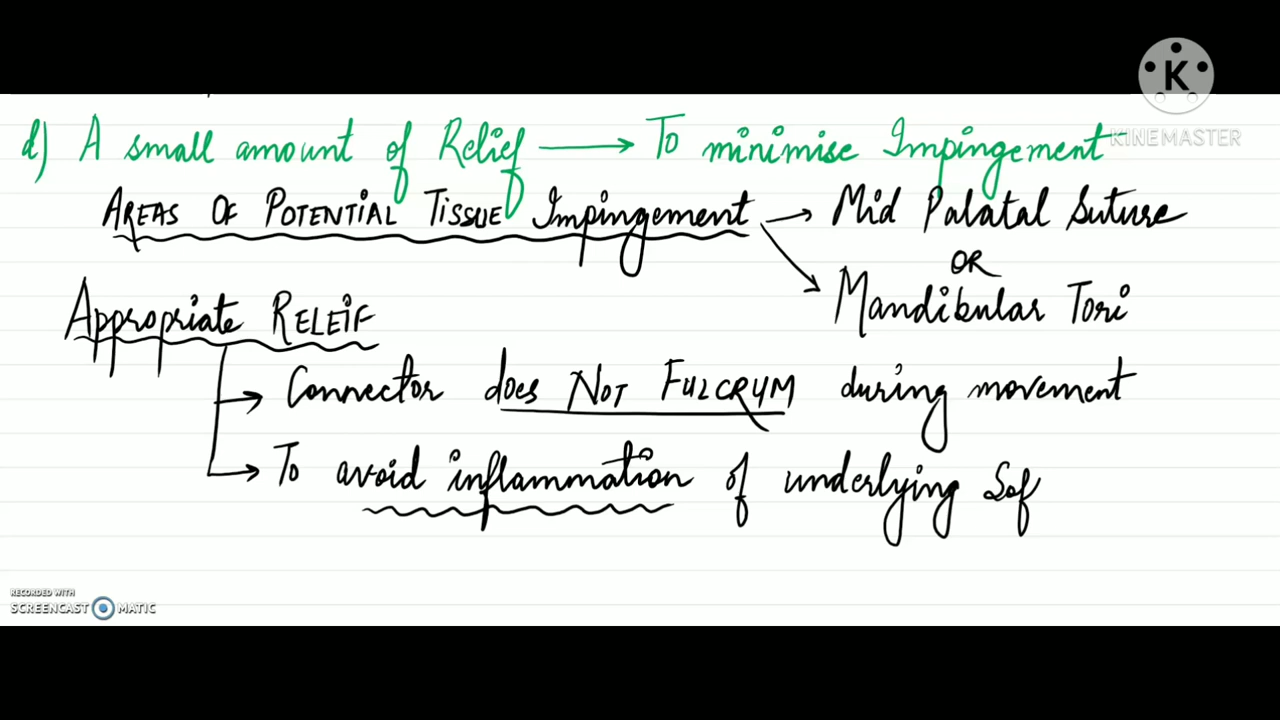 K
KINEMASTER
d) A small amount of Relief → To minimise Impingement
AREAS OF POTENTIAL TISSUE Impingement → Mid Palatal Suture
OR
Mandibular Tori
Appropriate RELEIF
→ Connector does NOT FULCRUM during movement
→ To avoid inflammation of underlying Sof
RECORDED WITH
SCREENCAST MATIC